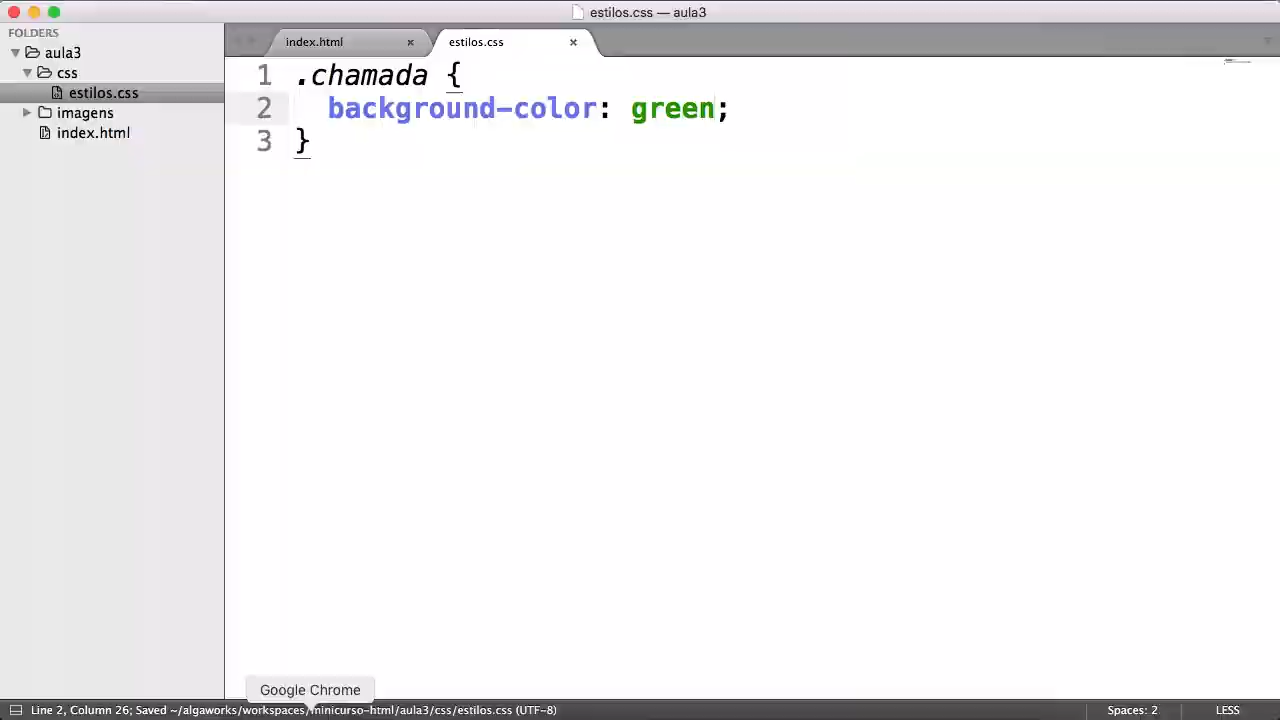 estilos.css — aula3
FOLDERS
aula3
css
estilos.css
imagens
index.html
index.html
estilos.css
1 .chamada {
2 background-color: green;
3 }
Google Chrome
Line 2, Column 26; Saved ~/algaworks/workspaces/minicurso-html/aula3/css/estilos.css (UTF-8)
Spaces: 2
LESS